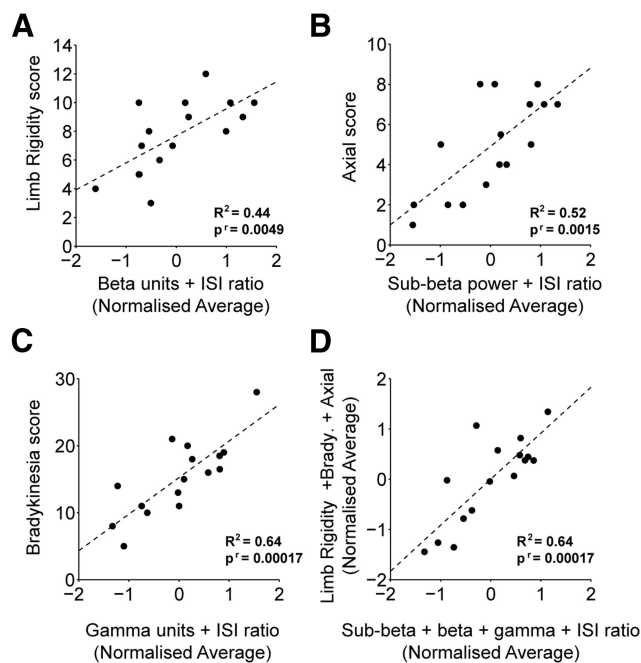 A
Limb Rigidity score
14
12
10
8
6
4
2
0
−2
−1
0
1
2
R² = 0.44
pʳ = 0.0049
Beta units + ISI ratio
(Normalised Average)
B
Axial score
10
8
6
4
2
0
−2
−1
0
1
2
R² = 0.52
pʳ = 0.0015
Sub-beta power + ISI ratio
(Normalised Average)
C
Bradykinesia score
30
20
10
0
−2
−1
0
1
2
R² = 0.64
pʳ = 0.00017
Gamma units + ISI ratio
(Normalised Average)
D
Limb Rigidity +Brady. + Axial
(Normalised Average)
2
1
0
−1
−2
−2
−1
0
1
2
R² = 0.64
pʳ = 0.00017
Sub-beta + beta + gamma + ISI ratio
(Normalised Average)